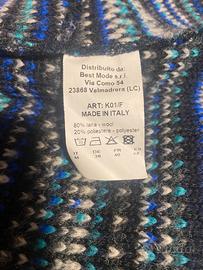 Distribuito da:
Best Mode s.r.l.
Via Como 54
23868 Valmadrera (LC)
ART: K01/F
MADE IN ITALY
80% lana - wool
20% poliestere - polyester